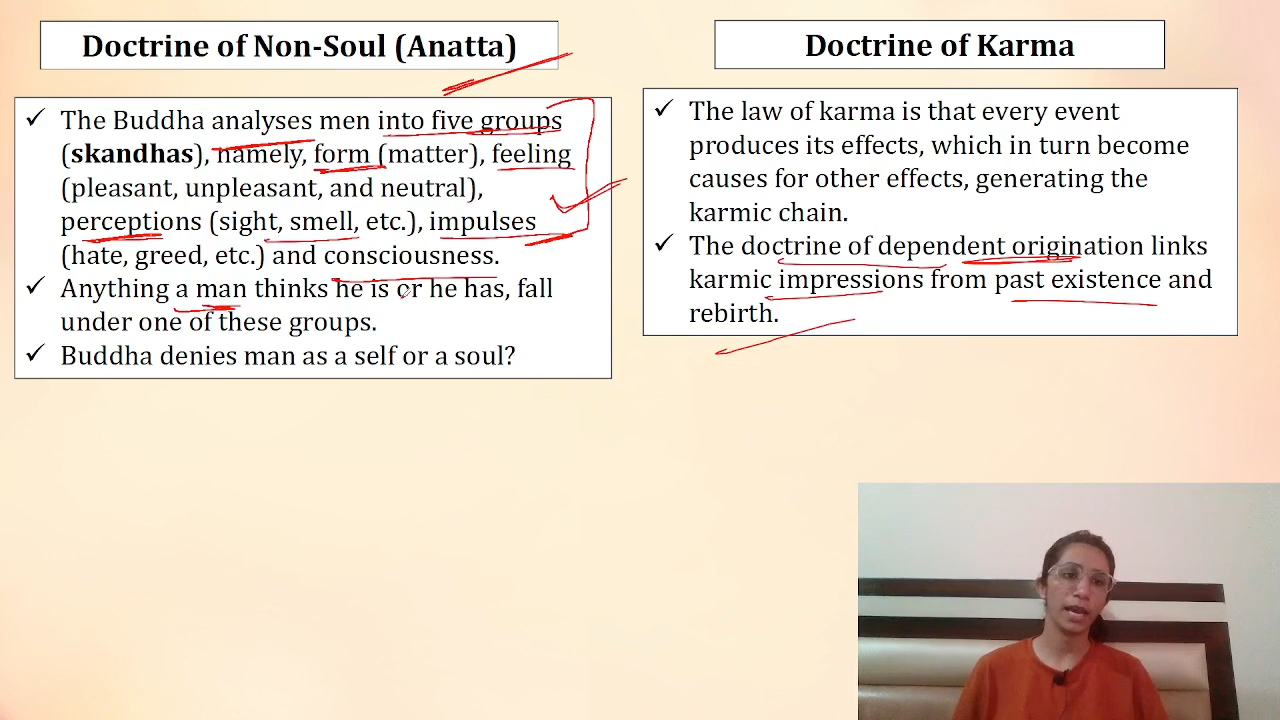 Doctrine of Non-Soul (Anatta)
✓ The Buddha analyses men into five groups
(skandhas), namely, form (matter), feeling
(pleasant, unpleasant, and neutral),
perceptions (sight, smell, etc.), impulses
(hate, greed, etc.) and consciousness.
✓ Anything a man thinks he is or he has, fall
under one of these groups.
✓ Buddha denies man as a self or a soul?
Doctrine of Karma
✓ The law of karma is that every event
produces its effects, which in turn become
causes for other effects, generating the
karmic chain.
✓ The doctrine of dependent origination links
karmic impressions from past existence and
rebirth.